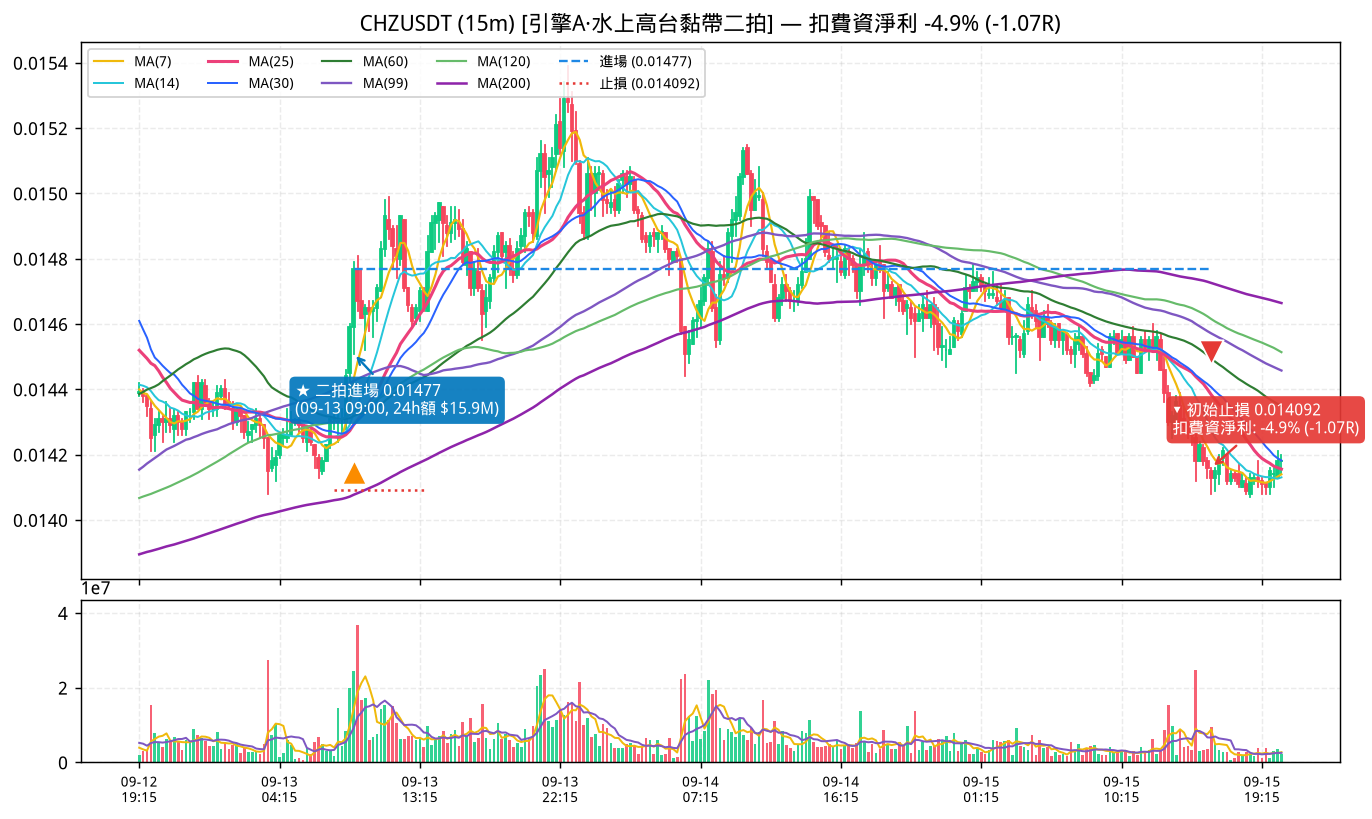 CHZUSDT (15m) [引擎A·水上高台黏帶二拍] — 扣費資淨利 -4.9% (-1.07R)
MA(7)
MA(14)
MA(25)
MA(30)
MA(60)
MA(99)
MA(120)
MA(200)
進場 (0.01477)
止損 (0.014092)
0.0154
0.0152
0.0150
0.0148
0.0146
0.0144
0.0142
0.0140
★ 二拍進場 0.01477
(09-13 09:00, 24h額 $15.9M)
▼ 初始止損 0.014092
扣費資淨利: -4.9% (-1.07R)
1e7
4
2
0
09-12
19:15
09-13
04:15
09-13
13:15
09-13
22:15
09-14
07:15
09-14
16:15
09-15
01:15
09-15
10:15
09-15
19:15